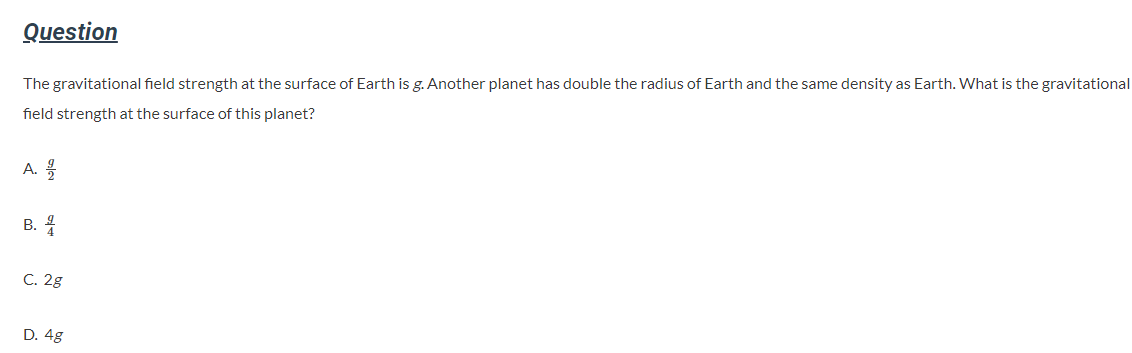 Question
The gravitational field strength at the surface of Earth is g. Another planet has double the radius of Earth and the same density as Earth. What is the gravitational
field strength at the surface of this planet?
A. g/2
B. g/4
C. 2g
D. 4g